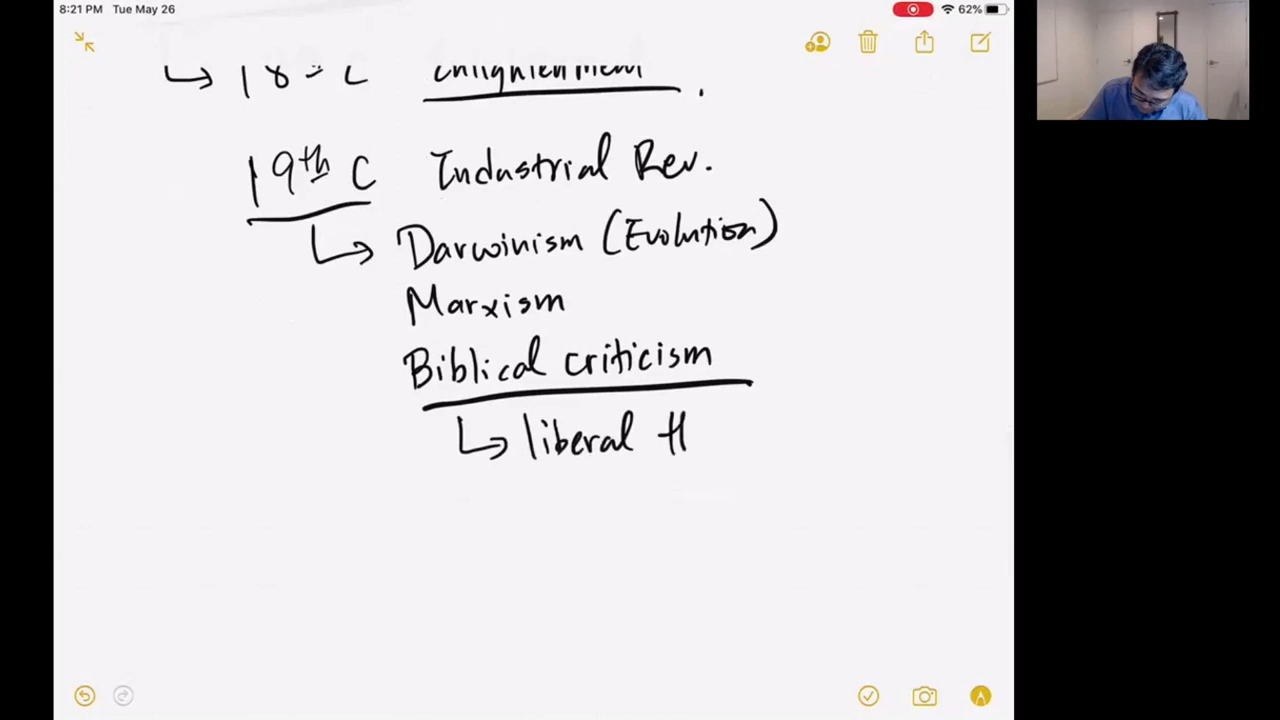 8:21 PM Tue May 26
62%
↳ 18th C Enlightenment.
19th C Industrial Rev.
↳ Darwinism (Evolution)
Marxism
Biblical criticism
↳ liberal th